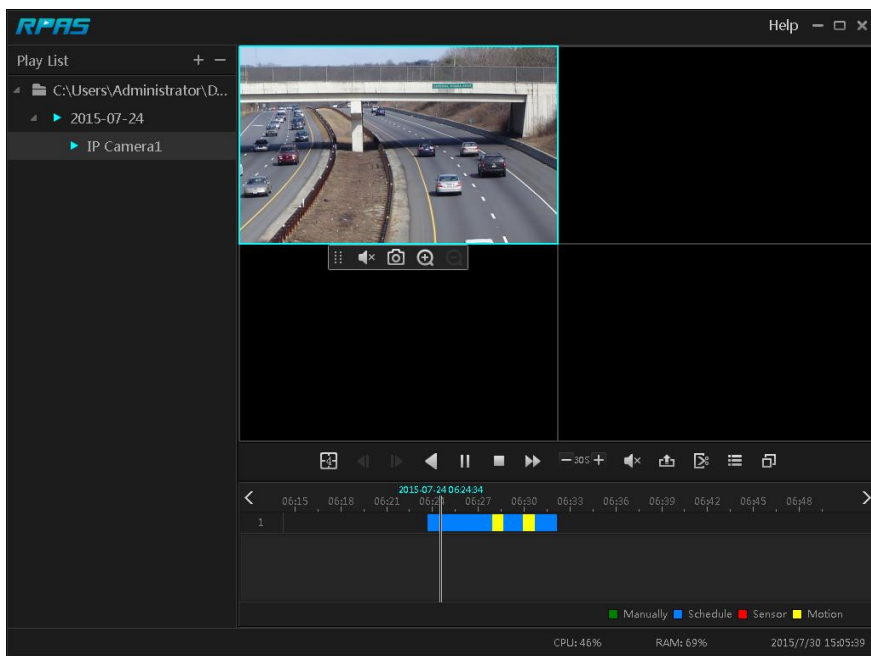 RPAS
Help
Play List + −
C:\Users\Administrator\D...
2015-07-24
IP Camera1
30S
2015-07-24 06:24:34
06:15 06:18 06:21 06:24 06:27 06:30 06:33 06:36 06:39 06:42 06:45 06:48
1
Manually Schedule Sensor Motion
CPU: 46% RAM: 69% 2015/7/30 15:05:39